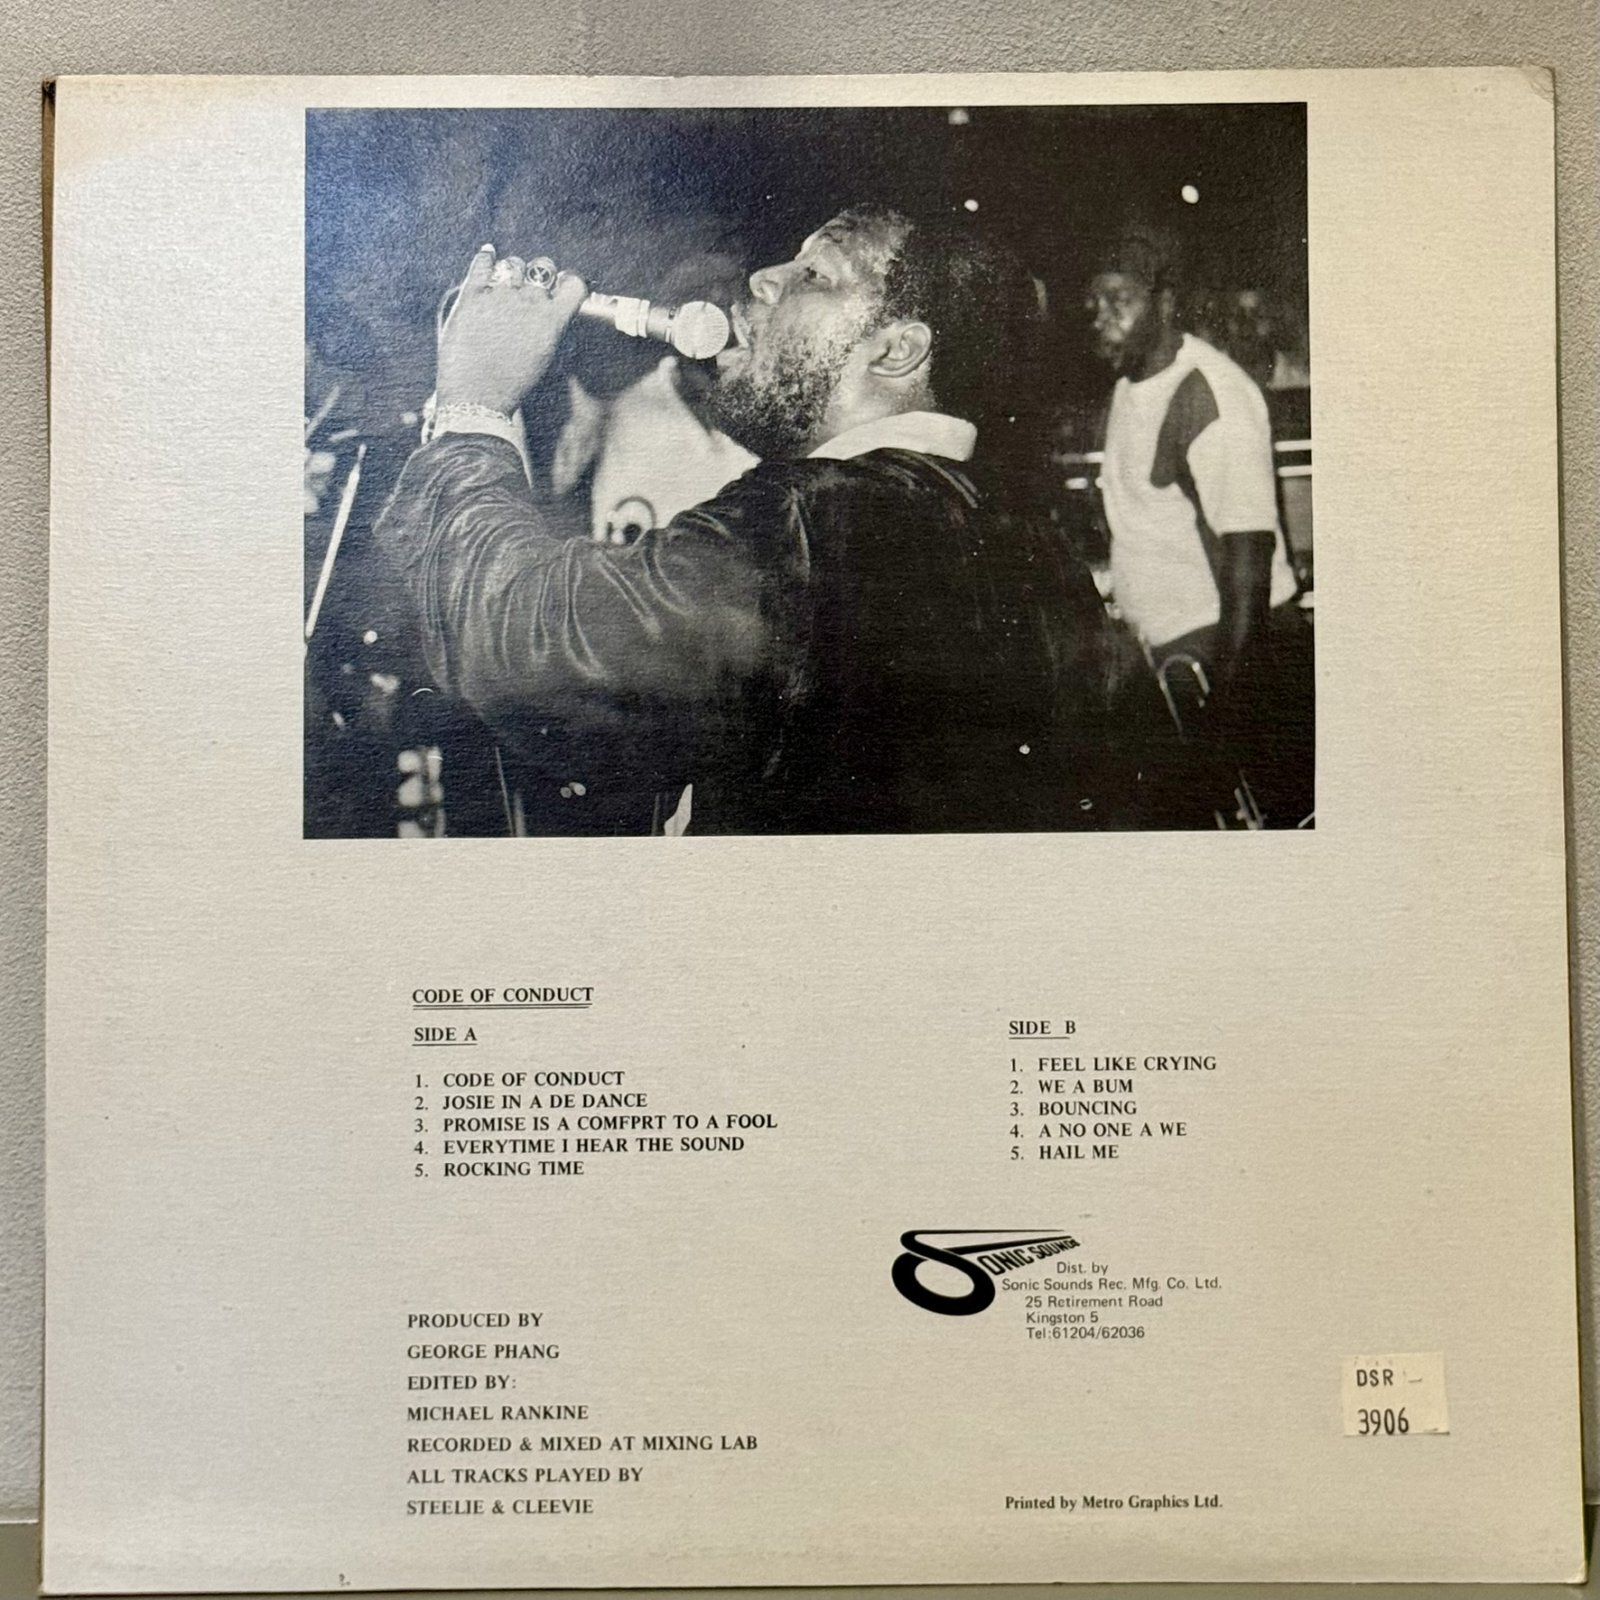 CODE OF CONDUCT
SIDE A
1. CODE OF CONDUCT
2. JOSIE IN A DE DANCE
3. PROMISE IS A COMFPRT TO A FOOL
4. EVERYTIME I HEAR THE SOUND
5. ROCKING TIME
SIDE B
1. FEEL LIKE CRYING
2. WE A BUM
3. BOUNCING
4. A NO ONE A WE
5. HAIL ME
SONIC SOUNDS
Dist. by
Sonic Sounds Rec. Mfg. Co. Ltd.
25 Retirement Road
Kingston 5
Tel:61204/62036
PRODUCED BY
GEORGE PHANG
EDITED BY:
MICHAEL RANKINE
RECORDED & MIXED AT MIXING LAB
ALL TRACKS PLAYED BY
STEELIE & CLEEVIE
DSR -
3906
Printed by Metro Graphics Ltd.